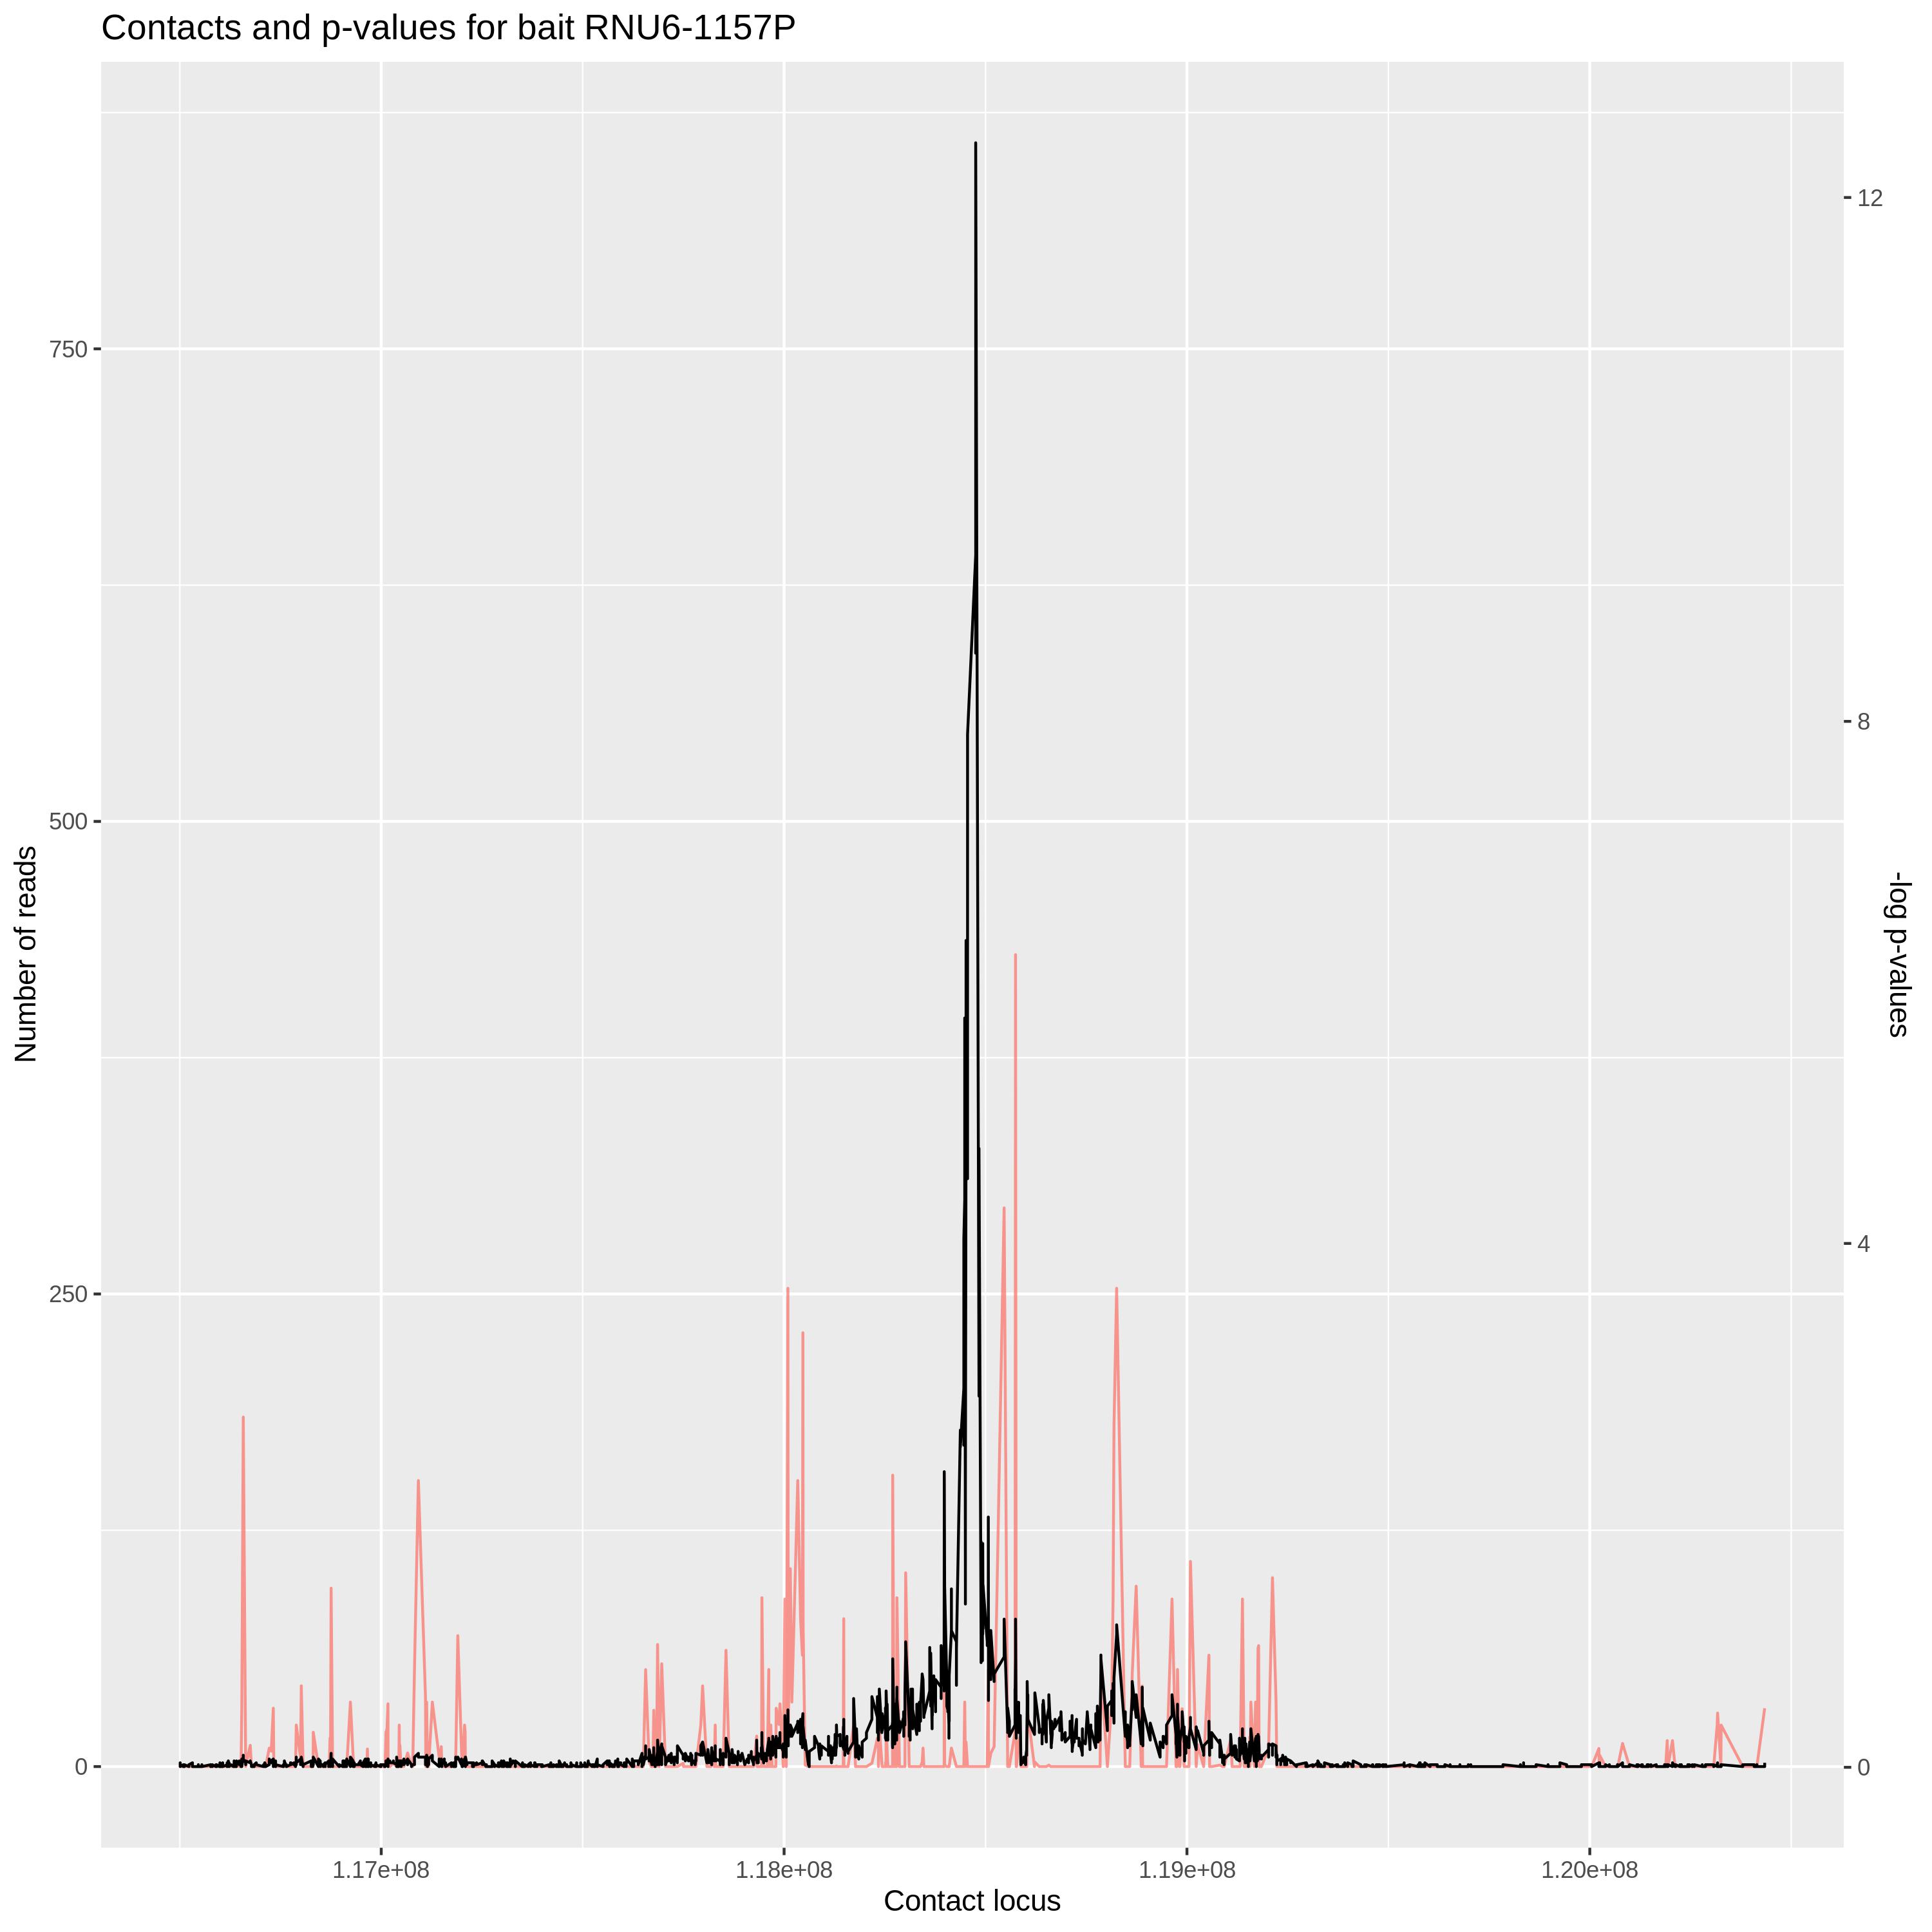 Contacts and p-values for bait RNU6-1157P
Number of reads
750
500
250
0
12
8
4
0
-log p-values
1.17e+08
1.18e+08
1.19e+08
1.20e+08
Contact locus